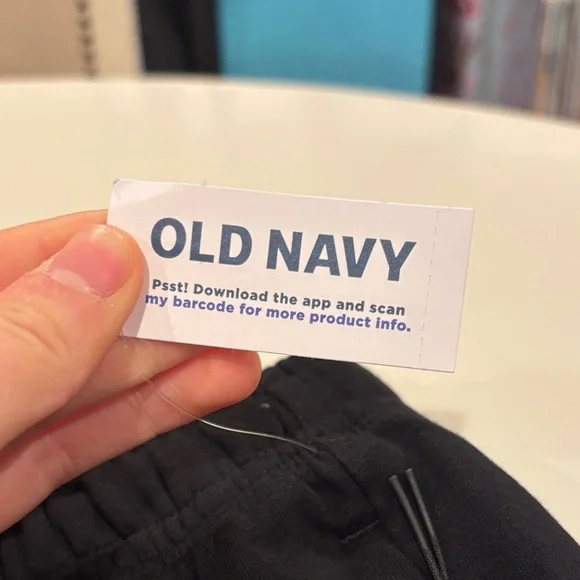 OLD NAVY
Psst! Download the app and scan
my barcode for more product info.